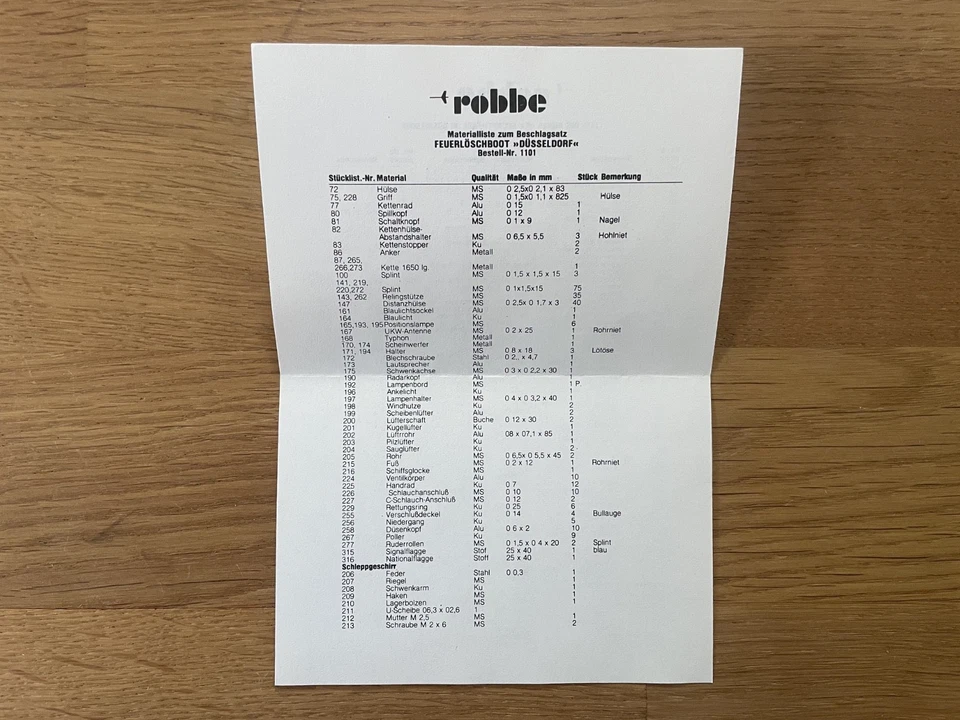 robbe
Materialliste zum Beschlagsatz
FEUERLÖSCHBOOT »DÜSSELDORF«
Bestell-Nr. 1101
Stücklist.-Nr. Material Qualität Maße in mm Stück Bemerkung
72 Hülse MS 0 2,5x0 2,1 x 83
75, 228 Griff MS 0 1,5x0 1,1 x 825 Hülse
77 Kettenrad Alu 0 15 1
80 Spillkopf Alu 0 12 1
81 Schaltknopf MS 0 1 x 9 1 Nagel
82 Kettenhülse-
Abstandshalter MS 0 6,5 x 5,5 3 Hohlniet
83 Kettenstopper Ku 2
86 Anker Metall 2
87, 265,
266,273 Kette 1650 lg. Metall 1
100 Splint MS 0 1,5 x 1,5 x 15 3
141, 219,
220,272 Splint MS 0 1x1,5x15 75
143, 262 Relingstütze MS 35
147 Distanzhülse MS 0 2,5x 0 1,7 x 3 40
161 Blaulichtsockel Alu 1
164 Blaulicht Ku 1
165,193, 195 Positionslampe MS 6
167 UKW-Antenne MS 0 2 x 25 1 Rohrniet
168 Typhon Metall 1
170, 174 Scheinwerfer Metall 1
171, 194 Halter MS 0 8 x 18 3 Lötöse
172 Blechschraube Stahl 0 2, x 4,7 1
173 Lautsprecher Alu 1
175 Schwenkachse MS 0 3 x 0 2,2 x 30 1
190 Radarkopf Alu 1
192 Lampenbord MS 1 P.
196 Ankelicht Ku 1
197 Lampenhalter MS 0 4 x 0 3,2 x 40 1
198 Windhutze Ku 2
199 Scheibenlüfter Alu 2
200 Lüfterschaft Buche 0 12 x 30 2
201 Kugellüfter Ku 1
202 Lüftrrohr Alu 08 x 07,1 x 85 1
203 Pilzlüfter Ku 1
204 Sauglüfter Ku 2
205 Rohr MS 0 6,5x 0 5,5 x 45 2
215 Fuß MS 0 2 x 12 1 Rohrniet
216 Schiffsglocke MS 1
224 Ventilkörper Alu 10
225 Handrad Ku 0 7 12
226 Schlauchanschluß MS 0 10 10
227 C-Schlauch-Anschluß MS 0 12 2
229 Rettungsring Ku 0 25 6
255 Verschlußdeckel Ku 0 14 4 Bullauge
256 Niedergang Ku 5
258 Düsenkopf Alu 0 6 x 2 10
267 Poller Ku 9
277 Ruderrollen MS 0 1,5 x 0 4 x 20 2 Splint
315 Signalflagge Stof 25 x 40 1 blau
316 Nationalflagge Stoff 25 x 40 1
Schleppgeschirr
206 Feder Stahl 0 0,3 1
207 Riegel MS 1
208 Schwenkarm Ku 1
209 Haken MS 1
210 Lagerbolzen MS 1
211 U-Scheibe 06,3 x 02,6 1
212 Mutter M 2,5 MS 1
213 Schraube M 2 x 6 MS 2